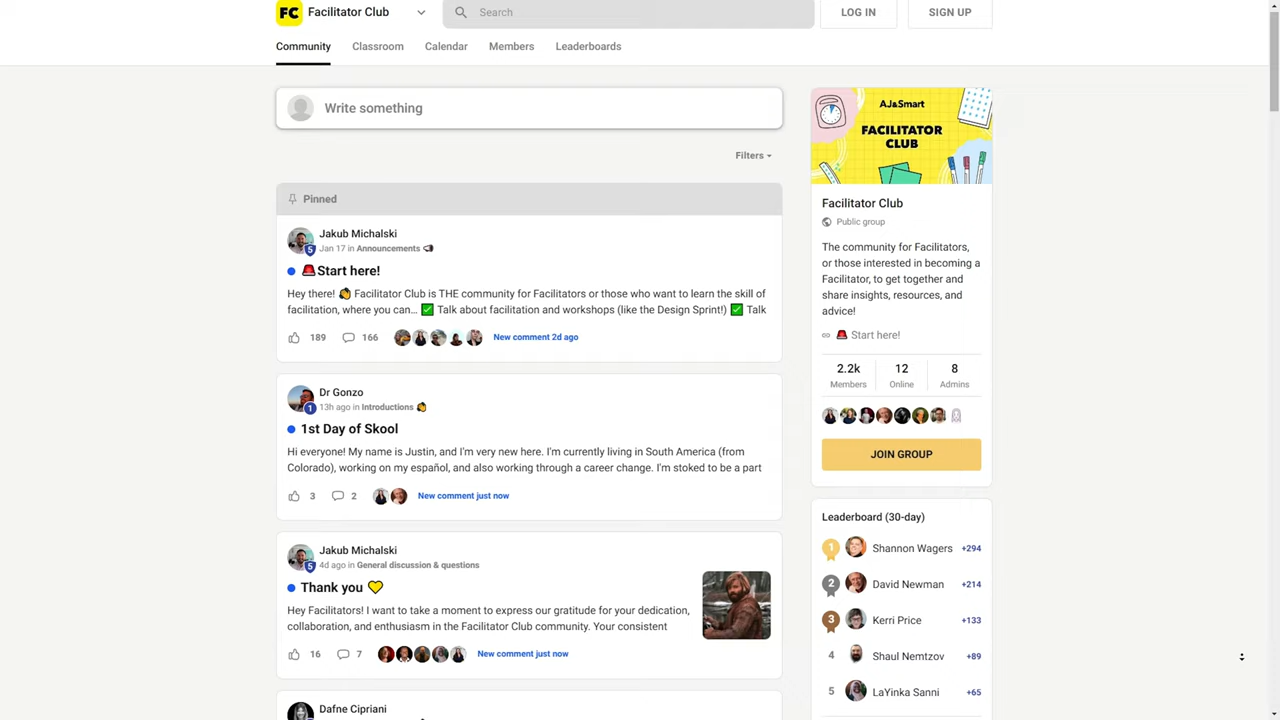 FC Facilitator Club
Search
LOG IN
SIGN UP
Community Classroom Calendar Members Leaderboards
Write something
Filters
Pinned
Jakub Michalski
5
Jan 17 in Announcements
Start here!
Hey there! 👏 Facilitator Club is THE community for Facilitators or those who want to learn the skill of
facilitation, where you can... ✅ Talk about facilitation and workshops (like the Design Sprint!) ✅ Talk
189 166 New comment 2d ago
Dr Gonzo
1
13h ago in Introductions 👏
1st Day of Skool
Hi everyone! My name is Justin, and I'm very new here. I'm currently living in South America (from
Colorado), working on my español, and also working through a career change. I'm stoked to be a part
3 2 New comment just now
Jakub Michalski
5
4d ago in General discussion & questions
Thank you 💛
Hey Facilitators! I want to take a moment to express our gratitude for your dedication,
collaboration, and enthusiasm in the Facilitator Club community. Your consistent
16 7 New comment just now
Dafne Cipriani
AJ&Smart
FACILITATOR
CLUB
Facilitator Club
Public group
The community for Facilitators,
or those interested in becoming a
Facilitator, to get together and
share insights, resources, and
advice!
🚨 Start here!
2.2k 12 8
Members Online Admins
JOIN GROUP
Leaderboard (30-day)
1 Shannon Wagers +294
2 David Newman +214
3 Kerri Price +133
4 Shaul Nemtzov +89
5 LaYinka Sanni +65